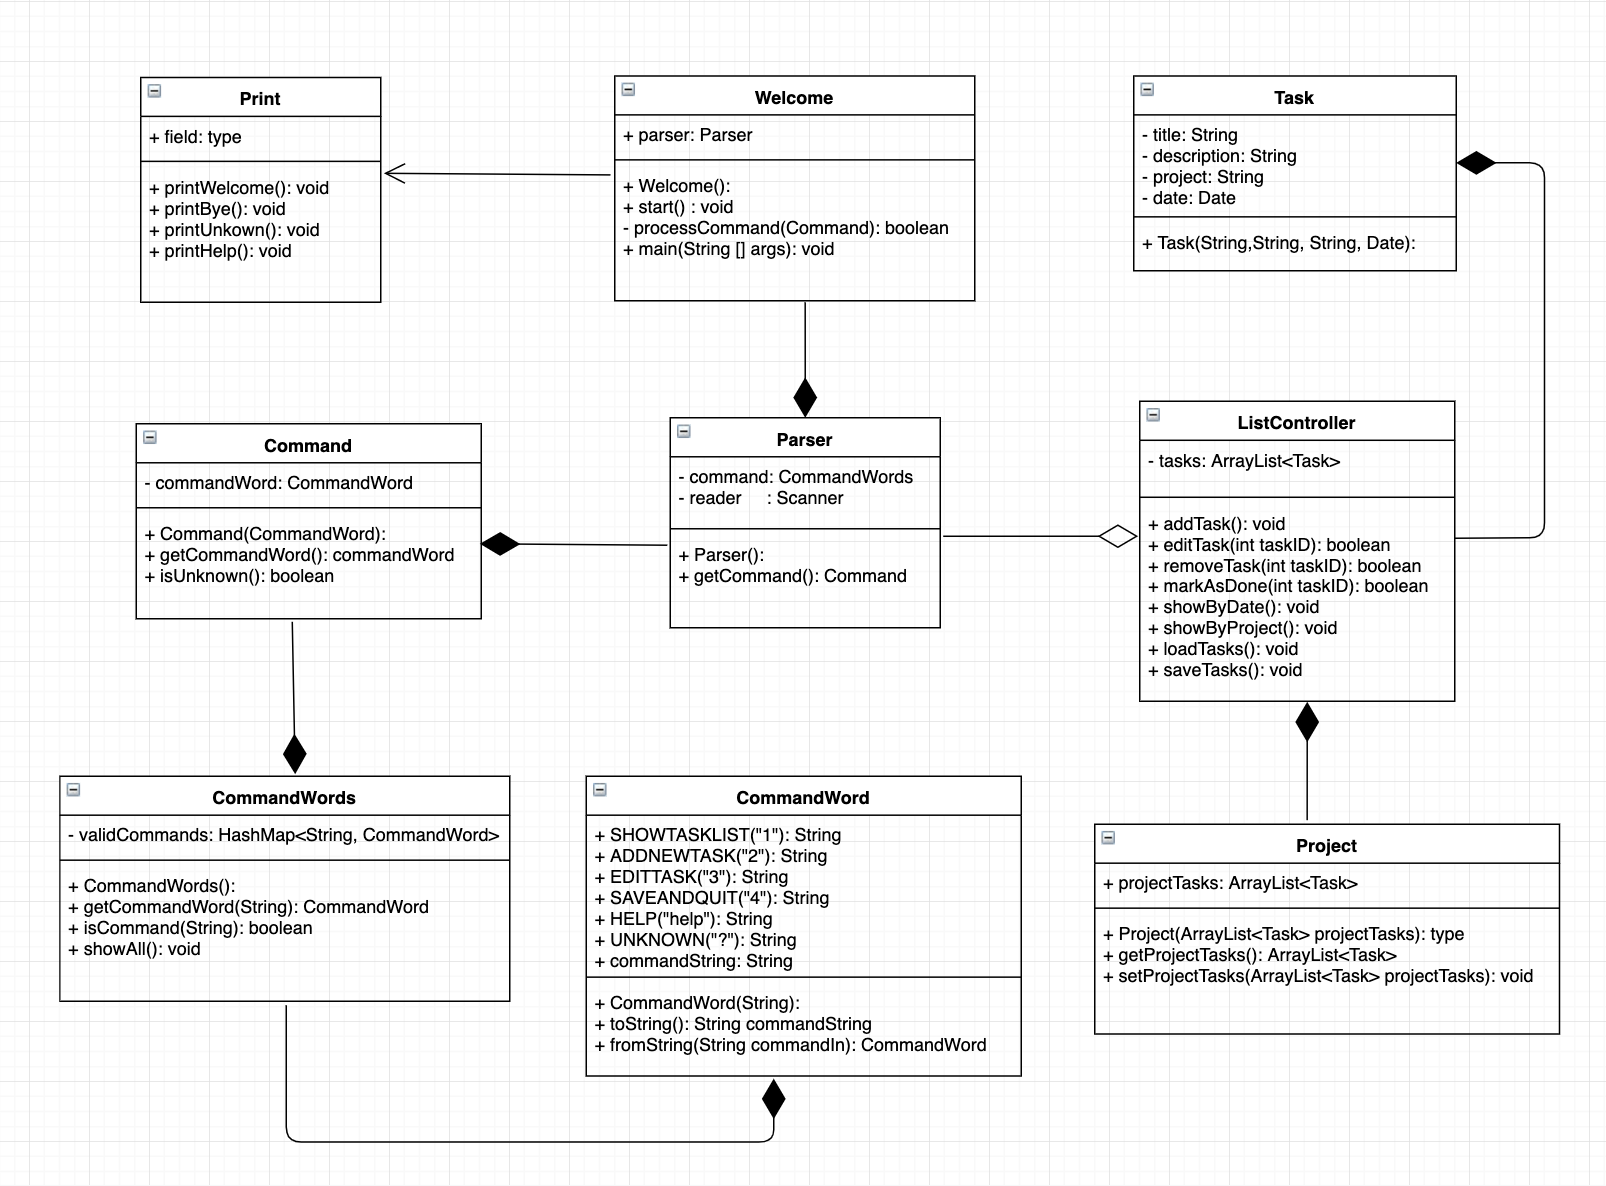 Print
+ field: type
+ printWelcome(): void
+ printBye(): void
+ printUnkown(): void
+ printHelp(): void
Welcome
+ parser: Parser
+ Welcome():
+ start() : void
- processCommand(Command): boolean
+ main(String [] args): void
Task
- title: String
- description: String
- project: String
- date: Date
+ Task(String,String, String, Date):
Command
- commandWord: CommandWord
+ Command(CommandWord):
+ getCommandWord(): commandWord
+ isUnknown(): boolean
Parser
- command: CommandWords
- reader : Scanner
+ Parser():
+ getCommand(): Command
ListController
- tasks: ArrayList<Task>
+ addTask(): void
+ editTask(int taskID): boolean
+ removeTask(int taskID): boolean
+ markAsDone(int taskID): boolean
+ showByDate(): void
+ showByProject(): void
+ loadTasks(): void
+ saveTasks(): void
CommandWords
- validCommands: HashMap<String, CommandWord>
+ CommandWords():
+ getCommandWord(String): CommandWord
+ isCommand(String): boolean
+ showAll(): void
CommandWord
+ SHOWTASKLIST("1"): String
+ ADDNEWTASK("2"): String
+ EDITTASK("3"): String
+ SAVEANDQUIT("4"): String
+ HELP("help"): String
+ UNKNOWN("?"): String
+ commandString: String
+ CommandWord(String):
+ toString(): String commandString
+ fromString(String commandIn): CommandWord
Project
+ projectTasks: ArrayList<Task>
+ Project(ArrayList<Task> projectTasks): type
+ getProjectTasks(): ArrayList<Task>
+ setProjectTasks(ArrayList<Task> projectTasks): void